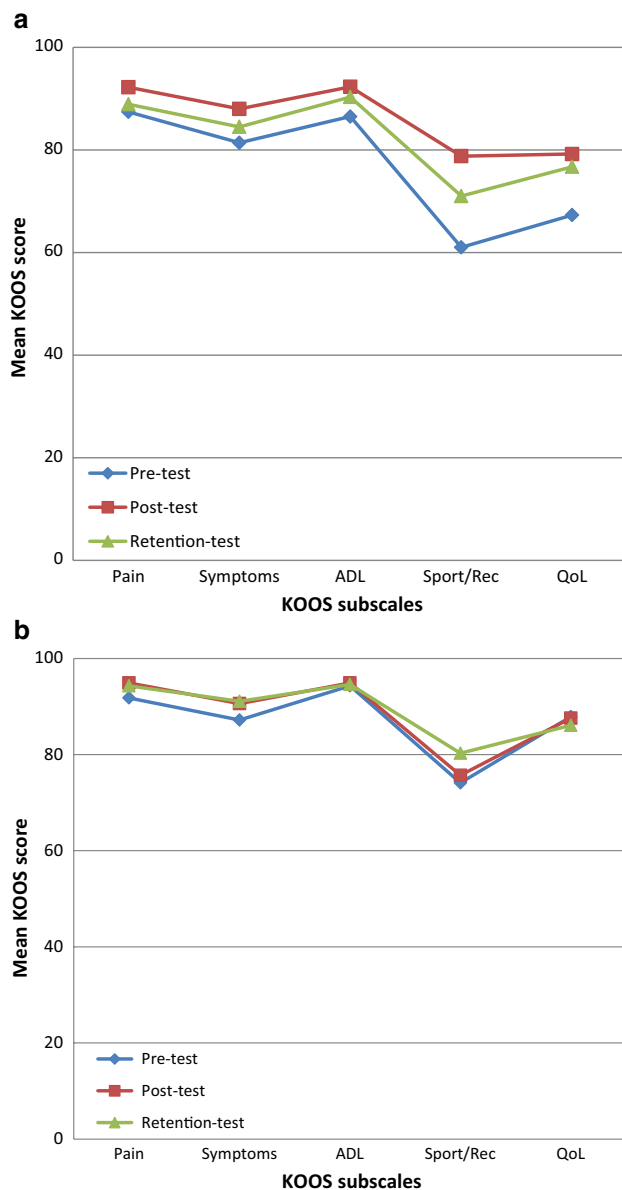 a
100
80
60
40
20
0
Mean KOOS score
Pre-test
Post-test
Retention-test
Pain Symptoms ADL Sport/Rec QoL
KOOS subscales
b
100
80
60
40
20
0
Mean KOOS score
Pre-test
Post-test
Retention-test
Pain Symptoms ADL Sport/Rec QoL
KOOS subscales